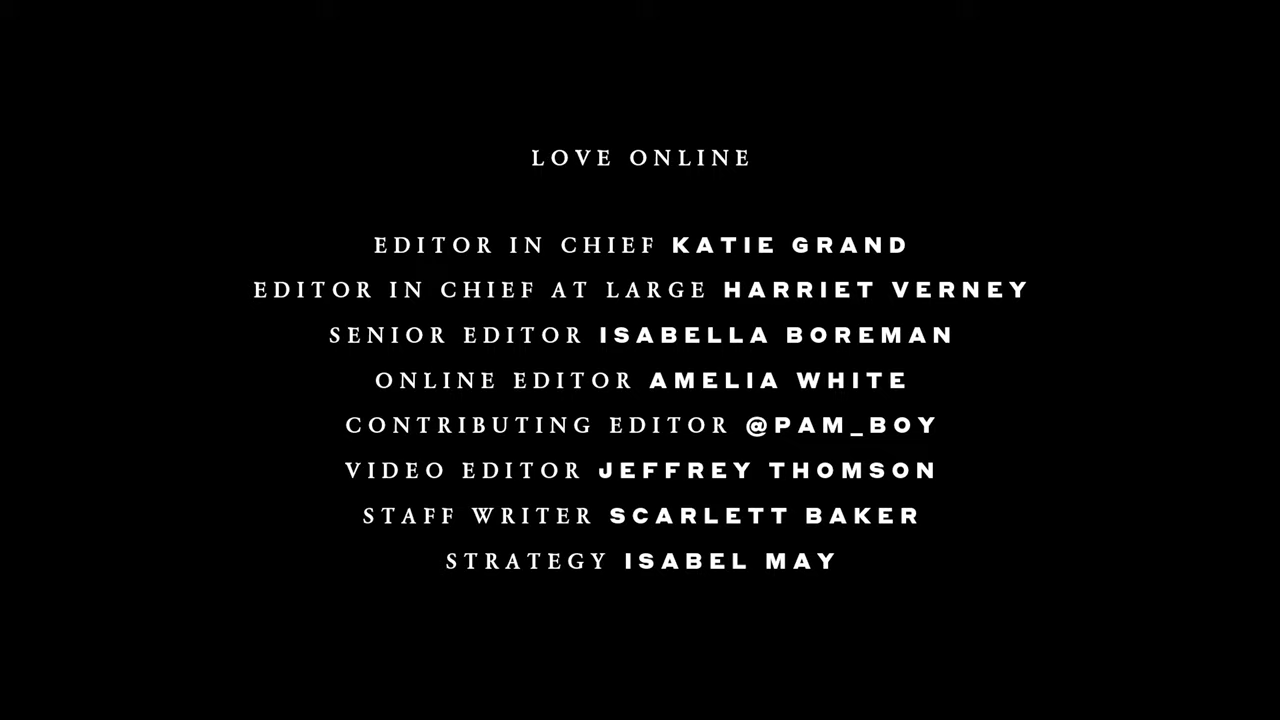 LOVE ONLINE
EDITOR IN CHIEF KATIE GRAND
EDITOR IN CHIEF AT LARGE HARRIET VERNEY
SENIOR EDITOR ISABELLA BOREMAN
ONLINE EDITOR AMELIA WHITE
CONTRIBUTING EDITOR @PAM_BOY
VIDEO EDITOR JEFFREY THOMSON
STAFF WRITER SCARLETT BAKER
STRATEGY ISABEL MAY